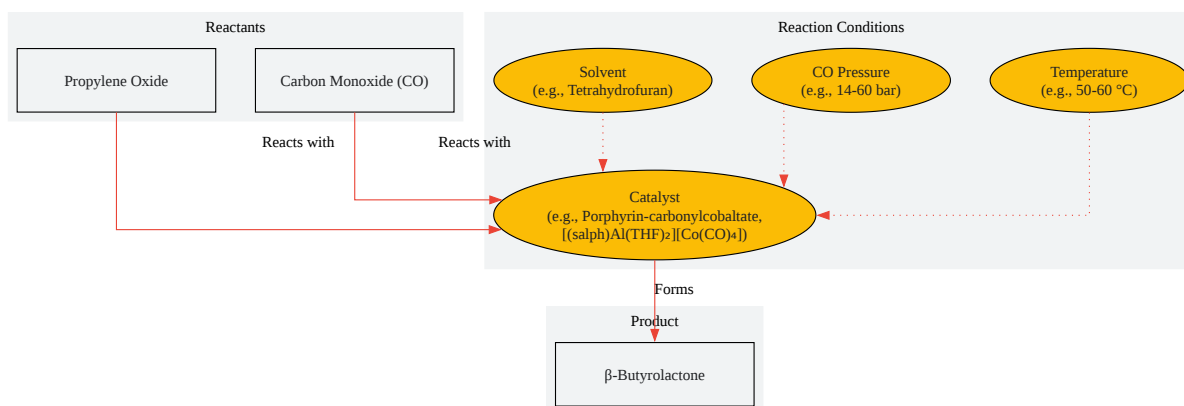 Reactants
Reaction Conditions
Propylene Oxide
Carbon Monoxide (CO)
Solvent
(e.g., Tetrahydrofuran)
CO Pressure
(e.g., 14-60 bar)
Temperature
(e.g., 50-60 °C)
Reacts with
Reacts with
Catalyst
(e.g., Porphyrin-carbonylcobaltate,
[(salph)Al(THF)₂][Co(CO)₄])
Forms
Product
β-Butyrolactone